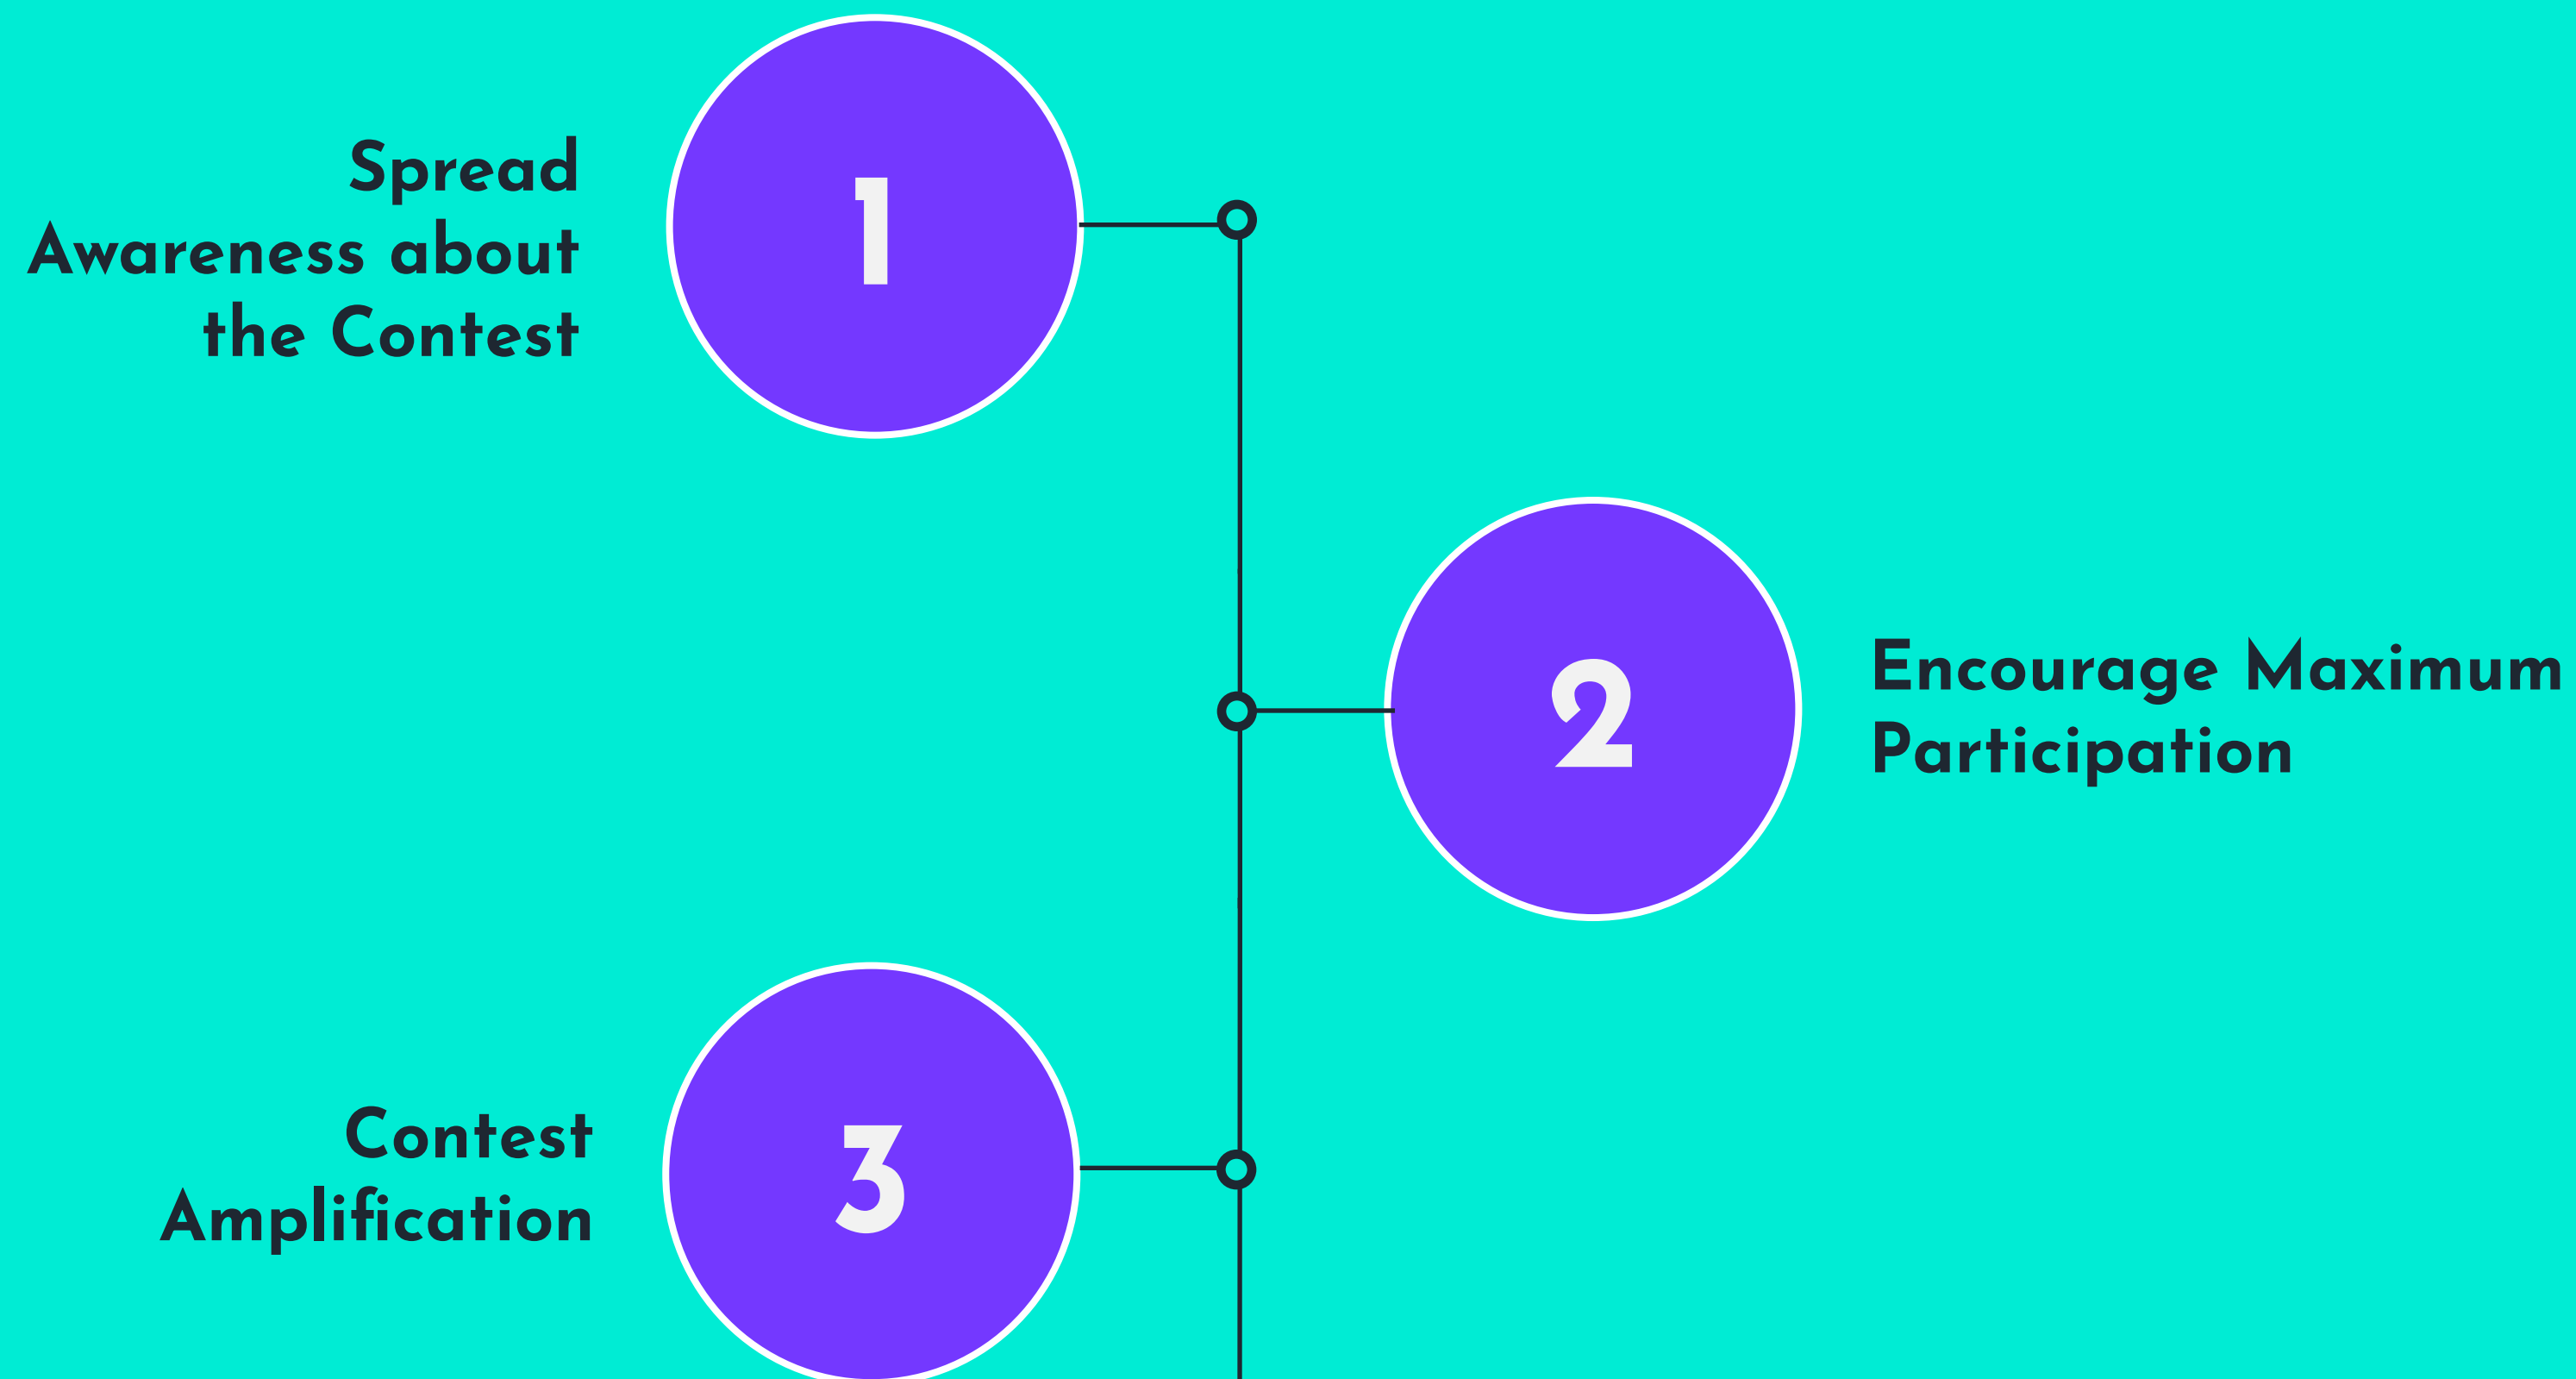 1
Spread
Awareness about
the Contest
2
Encourage Maximum
Participation
3
Contest
Amplification